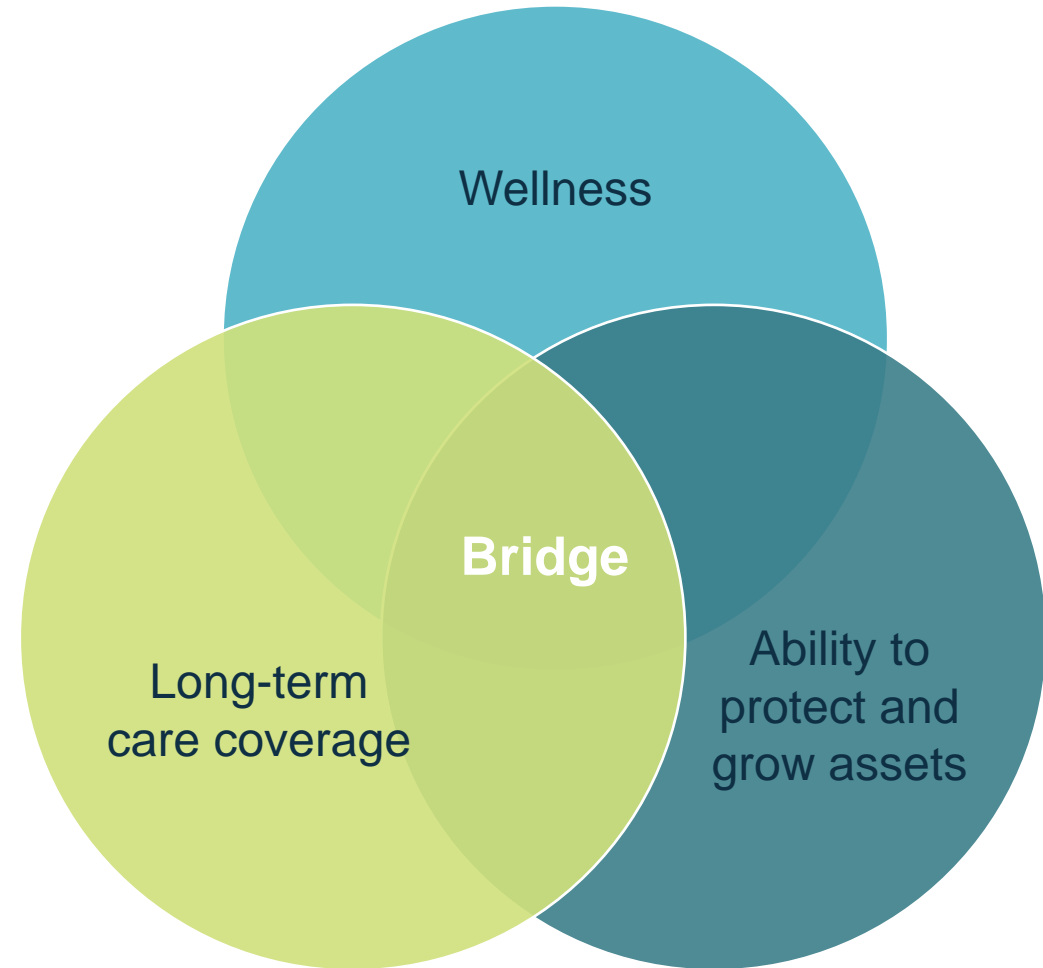 Wellness
Bridge
Long-term
care coverage
Ability to
protect and
grow assets